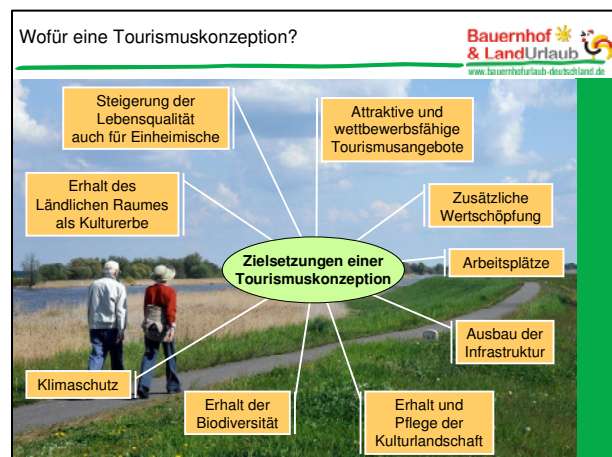 Wofür eine Tourismuskonzeption?
Bauernhof
& LandUrlaub
www.bauernhofurlaub-deutschland.de
Steigerung der
Lebensqualität
auch für Einheimische
Attraktive und
wettbewerbsfähige
Tourismusangebote
Erhalt des
Ländlichen Raumes
als Kulturerbe
Zusätzliche
Wertschöpfung
Zielsetzungen einer
Tourismuskonzeption
Arbeitsplätze
Ausbau der
Infrastruktur
Klimaschutz
Erhalt der
Biodiversität
Erhalt und
Pflege der
Kulturlandschaft